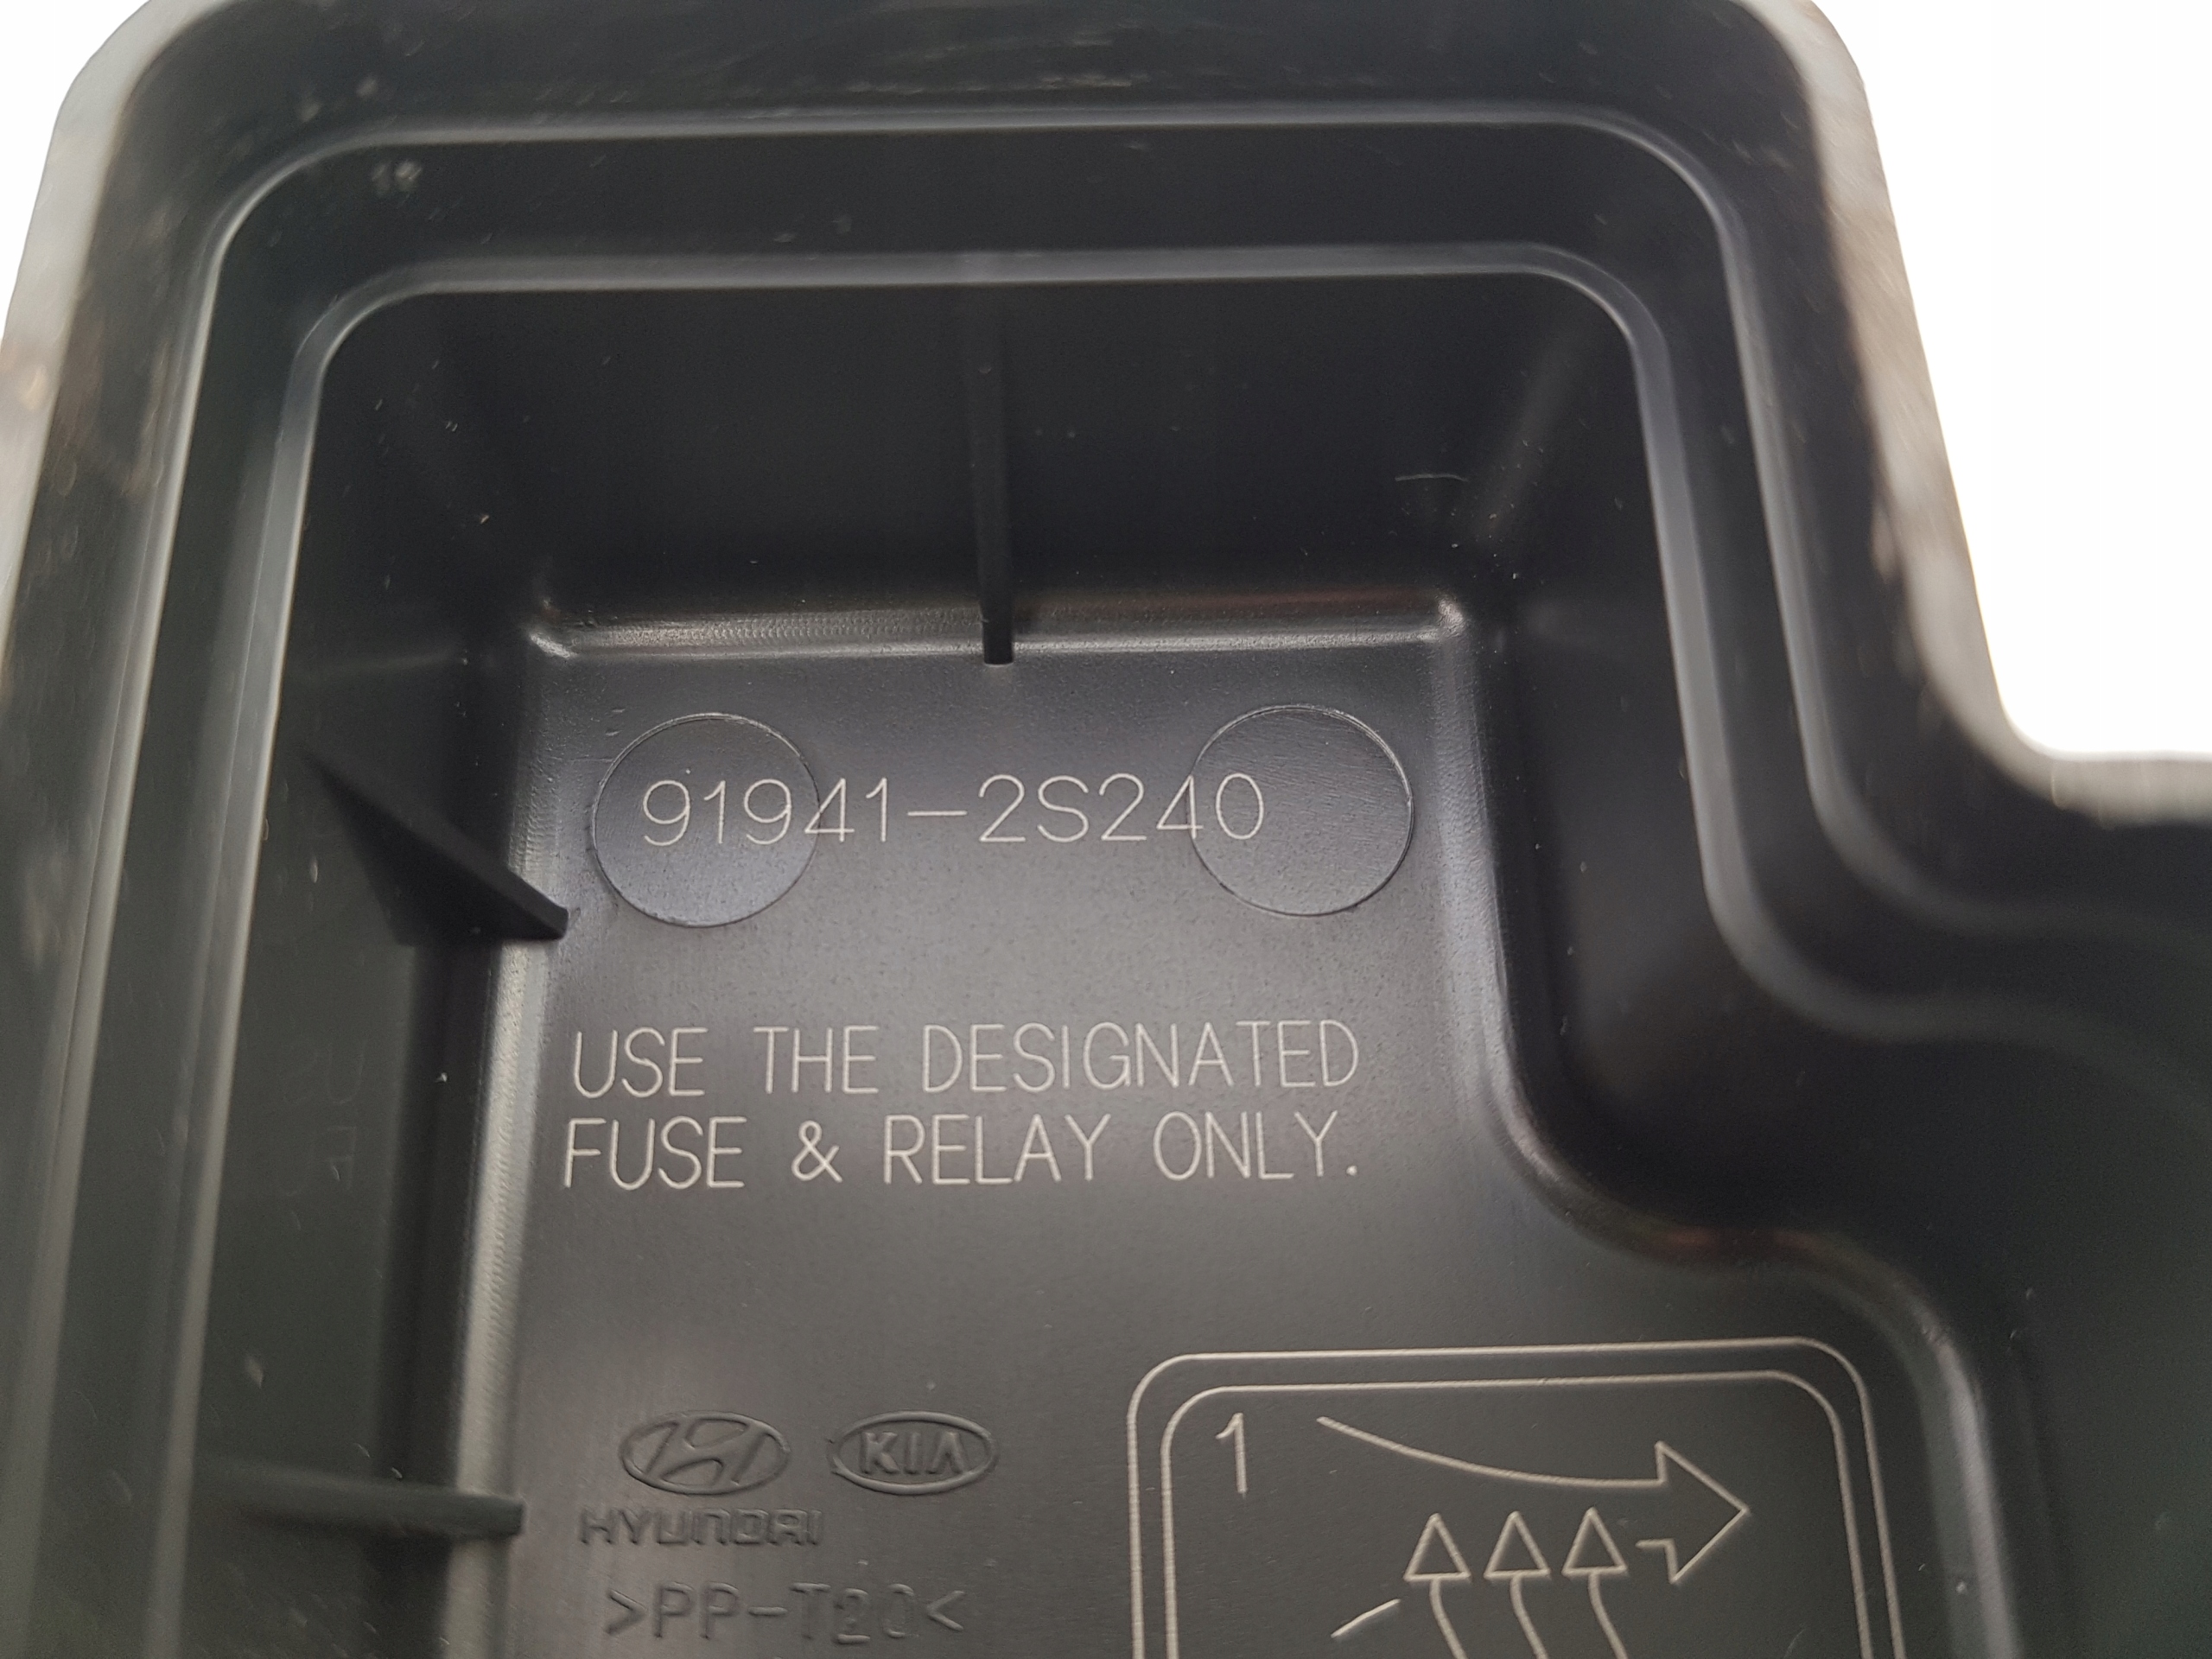 91941-2S240
USE THE DESIGNATED
FUSE & RELAY ONLY.
KIA
HYUNDAI
>PP-T20<
1